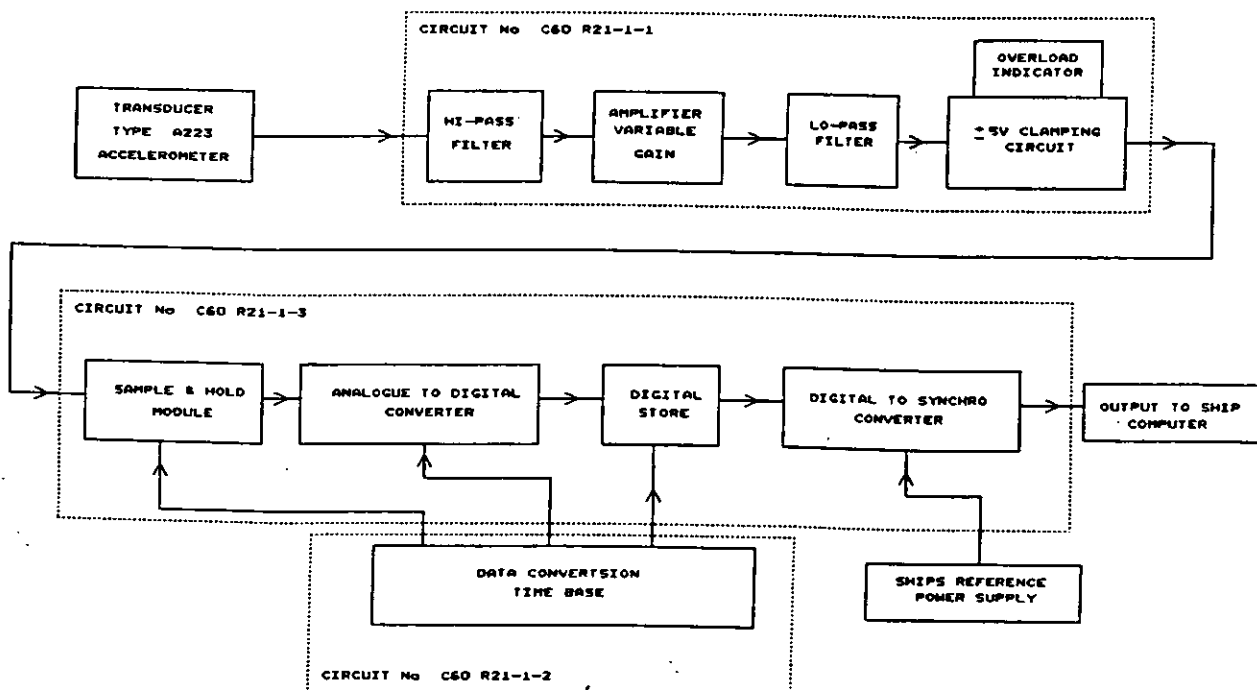 CIRCUIT No C60 R21-1-1
TRANSDUCER
TYPE A223
ACCELEROMETER
HI-PASS
FILTER
AMPLIFIER
VARIABLE
GAIN
LO-PASS
FILTER
OVERLOAD
INDICATOR
±5V CLAMPING
CIRCUIT
CIRCUIT No C60 R21-1-3
SAMPLE & HOLD
MODULE
ANALOGUE TO DIGITAL
CONVERTER
DIGITAL
STORE
DIGITAL TO SYNCHRO
CONVERTER
OUTPUT TO SHIP
COMPUTER
DATA CONVERTSION
TIME BASE
SHIPS REFERENCE
POWER SUPPLY
CIRCUIT No C60 R21-1-2